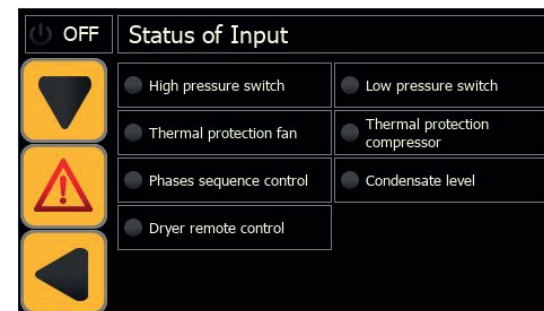 OFF
Status of Input
High pressure switch
Low pressure switch
Thermal protection fan
Thermal protection
compressor
Phases sequence control
Condensate level
Dryer remote control